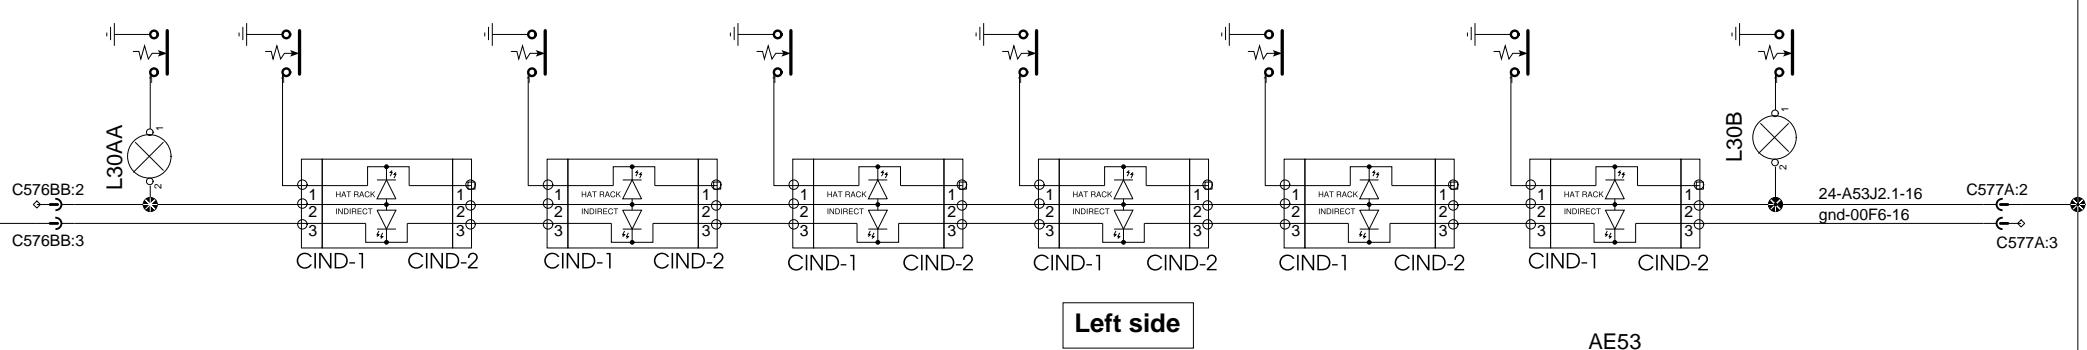 L30AA
1
2
C576BB:2
C576BB:3
HAT RACK
INDIRECT
1
2
3
1
2
3
CIND-1
CIND-2
HAT RACK
INDIRECT
1
2
3
1
2
3
CIND-1
CIND-2
HAT RACK
INDIRECT
1
2
3
1
2
3
CIND-1
CIND-2
HAT RACK
INDIRECT
1
2
3
1
2
3
CIND-1
CIND-2
HAT RACK
INDIRECT
1
2
3
1
2
3
CIND-1
CIND-2
HAT RACK
INDIRECT
1
2
3
1
2
3
CIND-1
CIND-2
L30B
1
2
24-A53J2.1-16
gnd-00F6-16
C577A:2
C577A:3
Left side
AE53